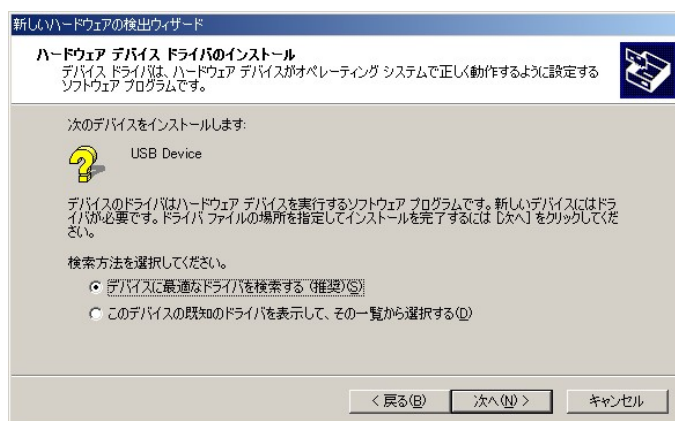 新しいハードウェアの検出ウィザード
ハードウェア デバイス ドライバのインストール
デバイス ドライバは、ハードウェア デバイスがオペレーティング システムで正しく動作するように設定する
ソフトウェア プログラムです。
次のデバイスをインストールします:
USB Device
デバイスのドライバはハードウェア デバイスを実行するソフトウェア プログラムです。新しいデバイスにはドラ
イバが必要です。ドライバ ファイルの場所を指定してインストールを完了するには [次へ] をクリックしてくだ
さい。
検索方法を選択してください。
デバイスに最適なドライバを検索する (推奨)(S)
このデバイスの既知のドライバを表示して、その一覧から選択する(D)
< 戻る(B)
次へ(N) >
キャンセル